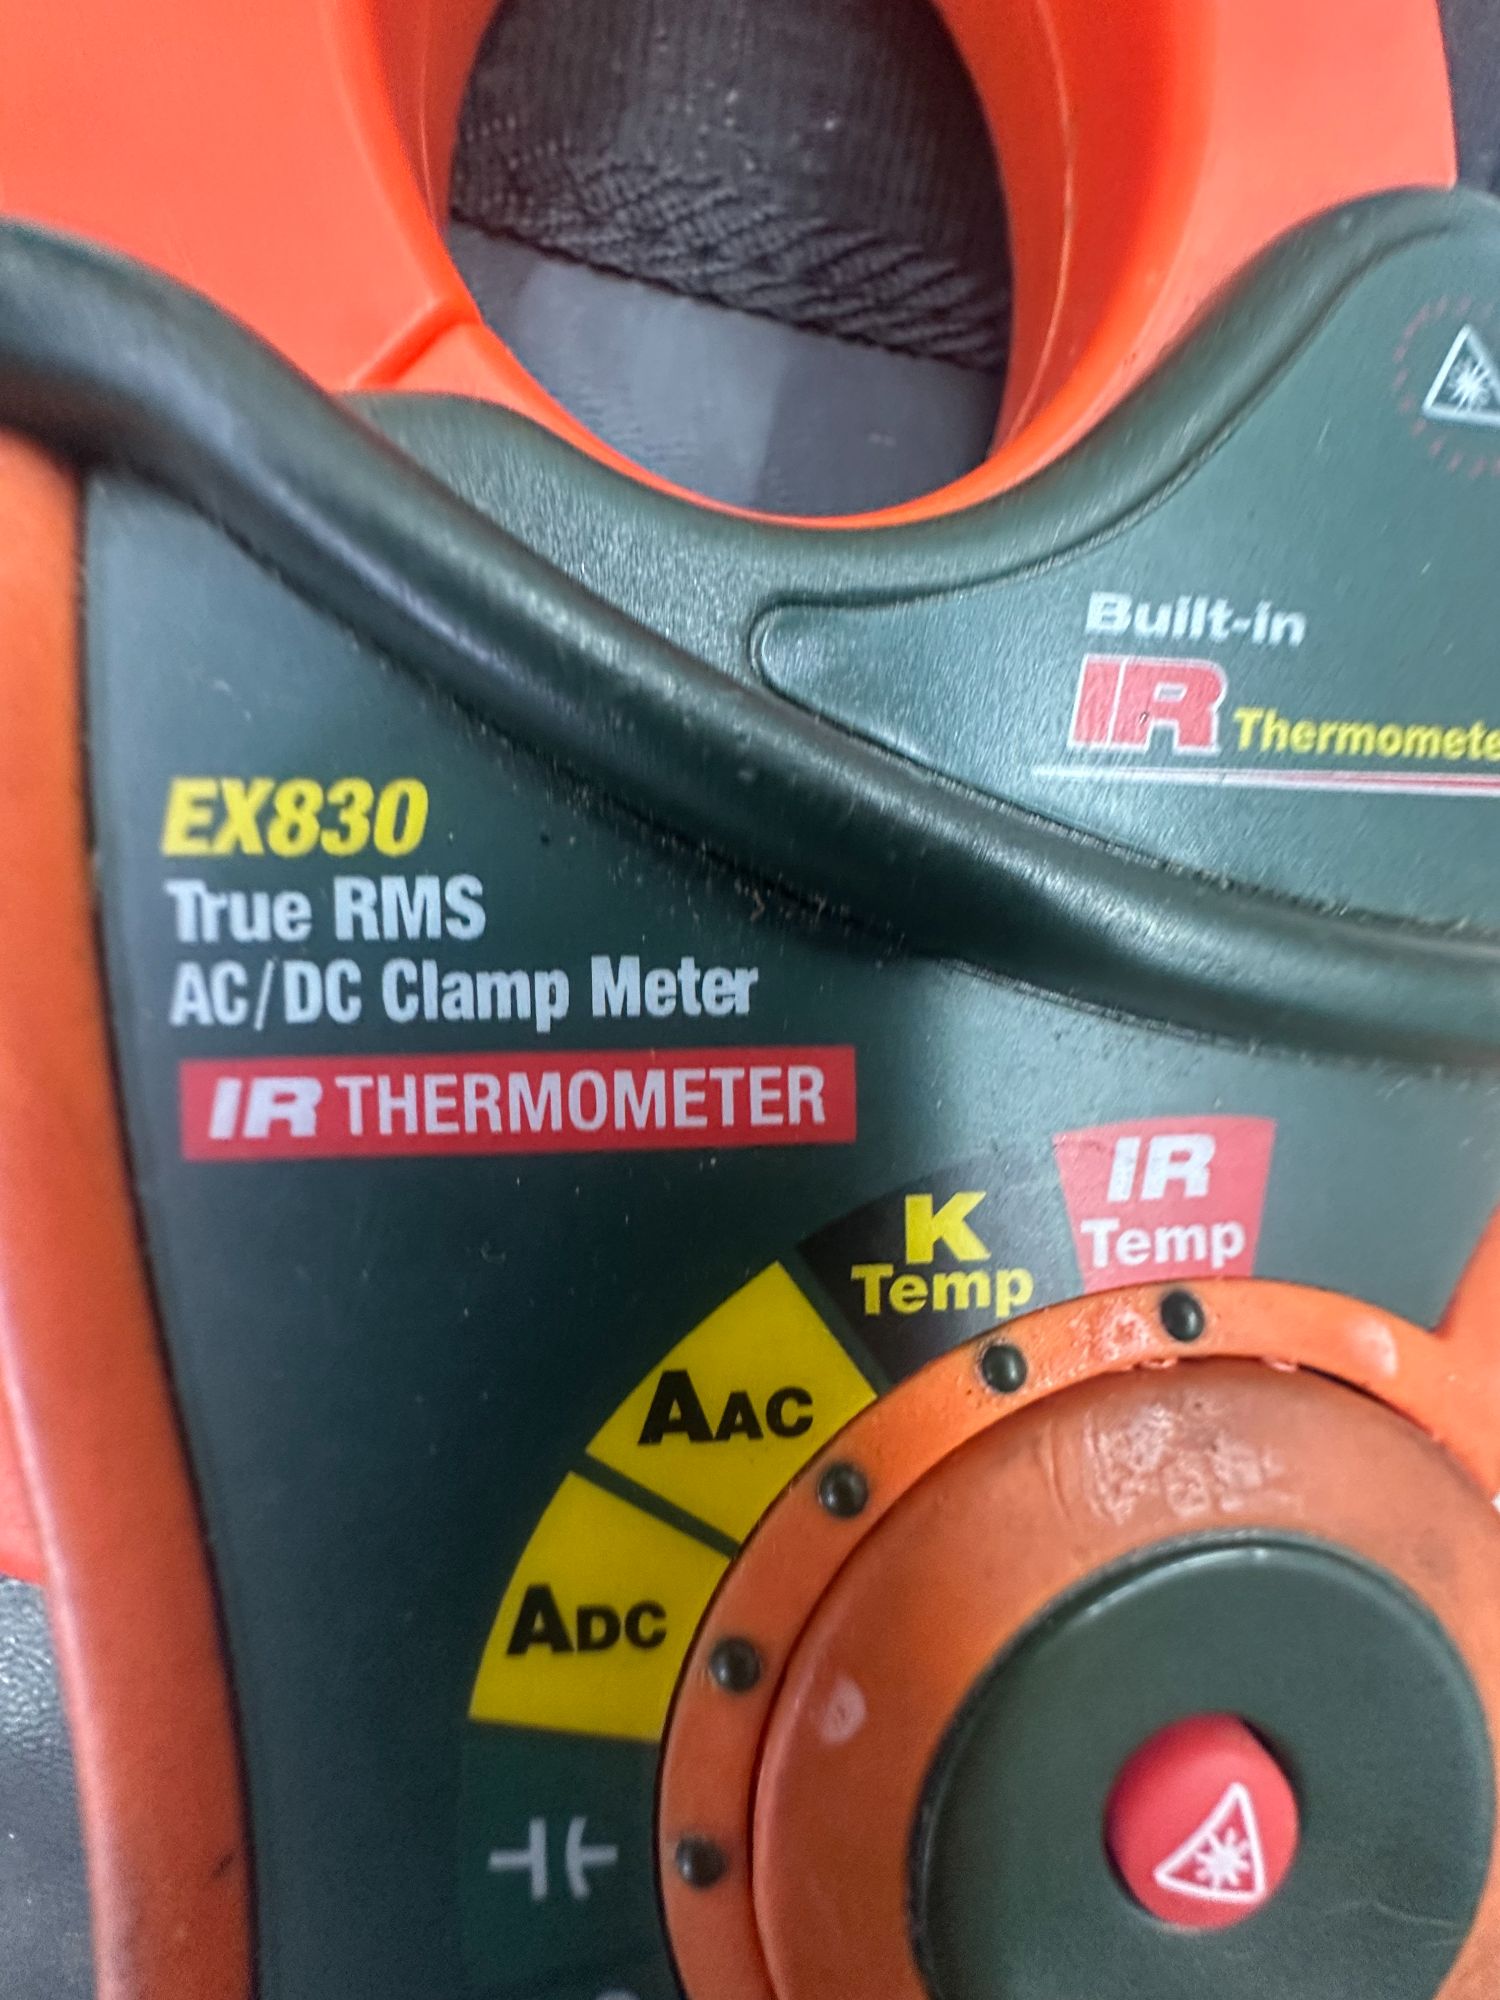 Built-in
IR Thermomete
EX830
True RMS
AC/DC Clamp Meter
IR THERMOMETER
IR
Temp
K
Temp
AAC
ADC